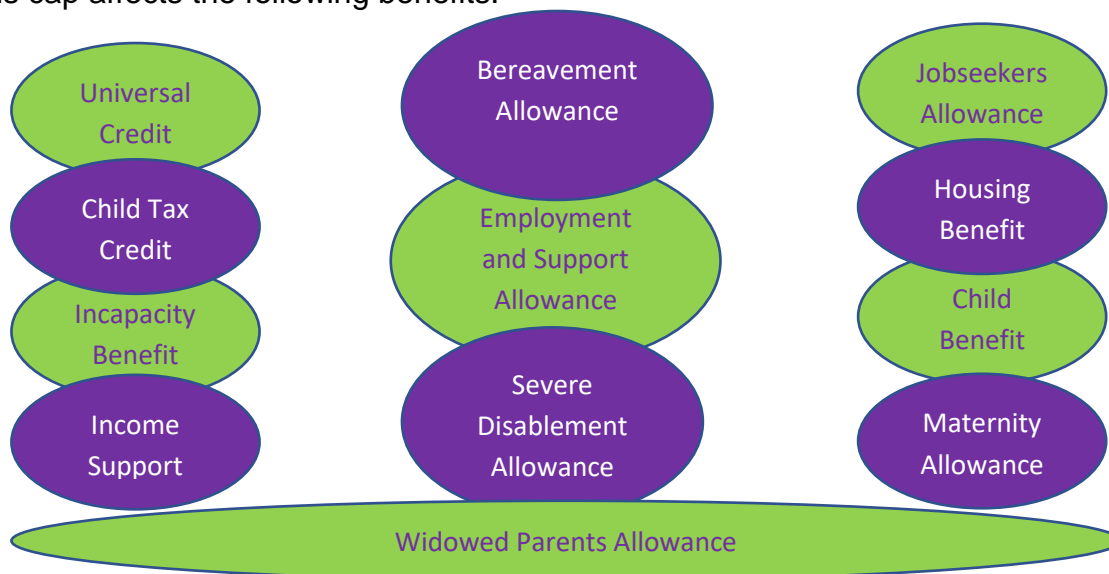 s cap affects the following benefits.
Universal
Credit
Child Tax
Credit
Incapacity
Benefit
Income
Support
Bereavement
Allowance
Employment
and Support
Allowance
Severe
Disablement
Allowance
Jobseekers
Allowance
Housing
Benefit
Child
Benefit
Maternity
Allowance
Widowed Parents Allowance